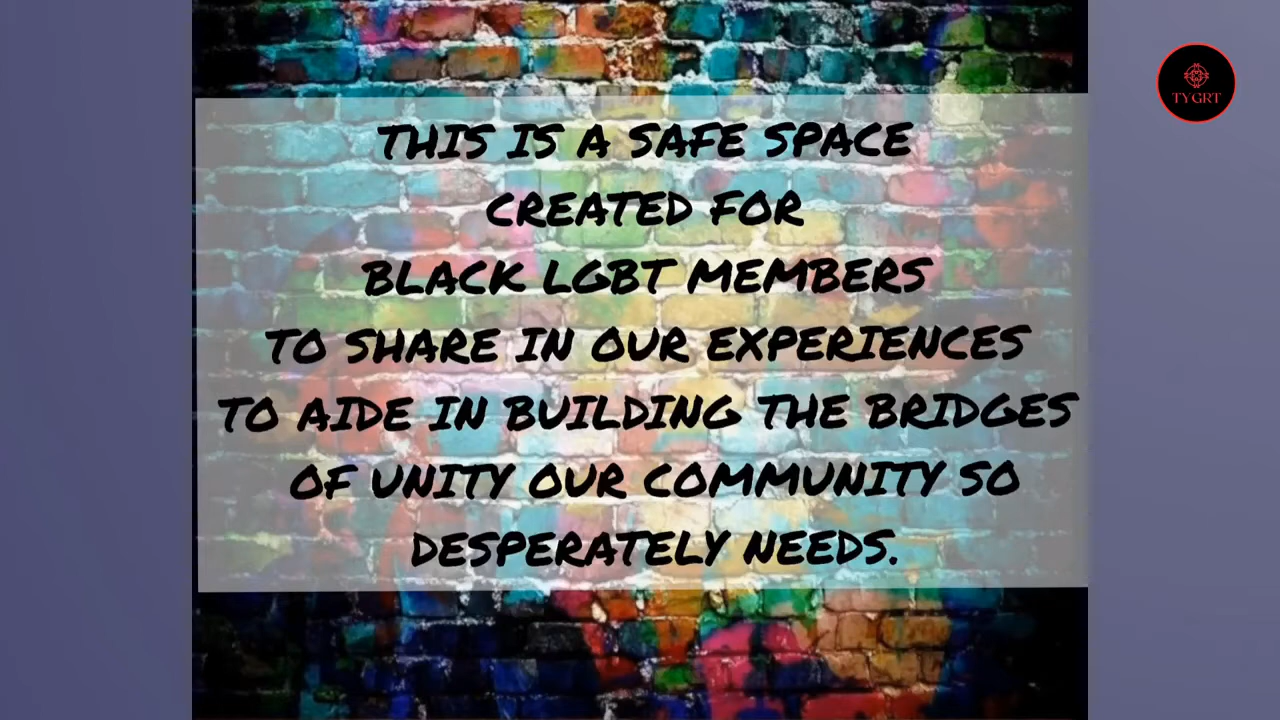 THIS IS A SAFE SPACE
CREATED FOR
BLACK LGBT MEMBERS
TO SHARE IN OUR EXPERIENCES
TO AIDE IN BUILDING THE BRIDGES
OF UNITY OUR COMMUNITY SO
DESPERATELY NEEDS.
TYGRT